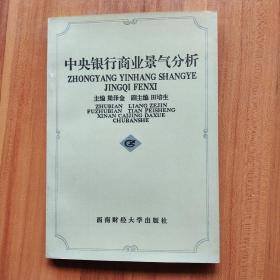 中央银行商业景气分析
ZHONGYANG YINHANG SHANGYE
JINGQI FENXI
主编 梁泽金 副主编 田培生
ZHUBIAN LIANG ZEJIN
FUZHUBIAN TIAN PEISHENG
XINAN CAIJING DAXUE
CHUBANSHE
西南财经大学出版社